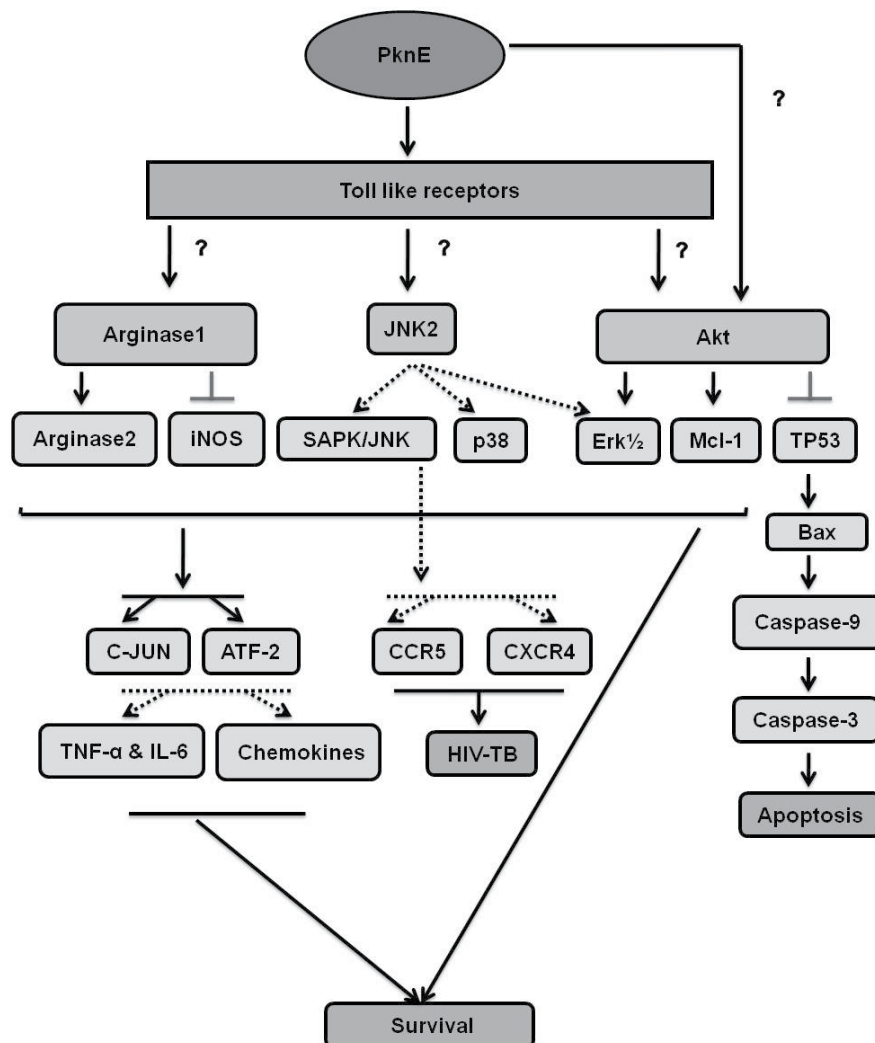 PknE
?
Toll like receptors
?
?
?
Arginase1
JNK2
Akt
Arginase2
iNOS
SAPK/JNK
p38
Erk½
Mcl-1
TP53
Bax
C-JUN
ATF-2
CCR5
CXCR4
Caspase-9
TNF-α & IL-6
Chemokines
HIV-TB
Caspase-3
Apoptosis
Survival